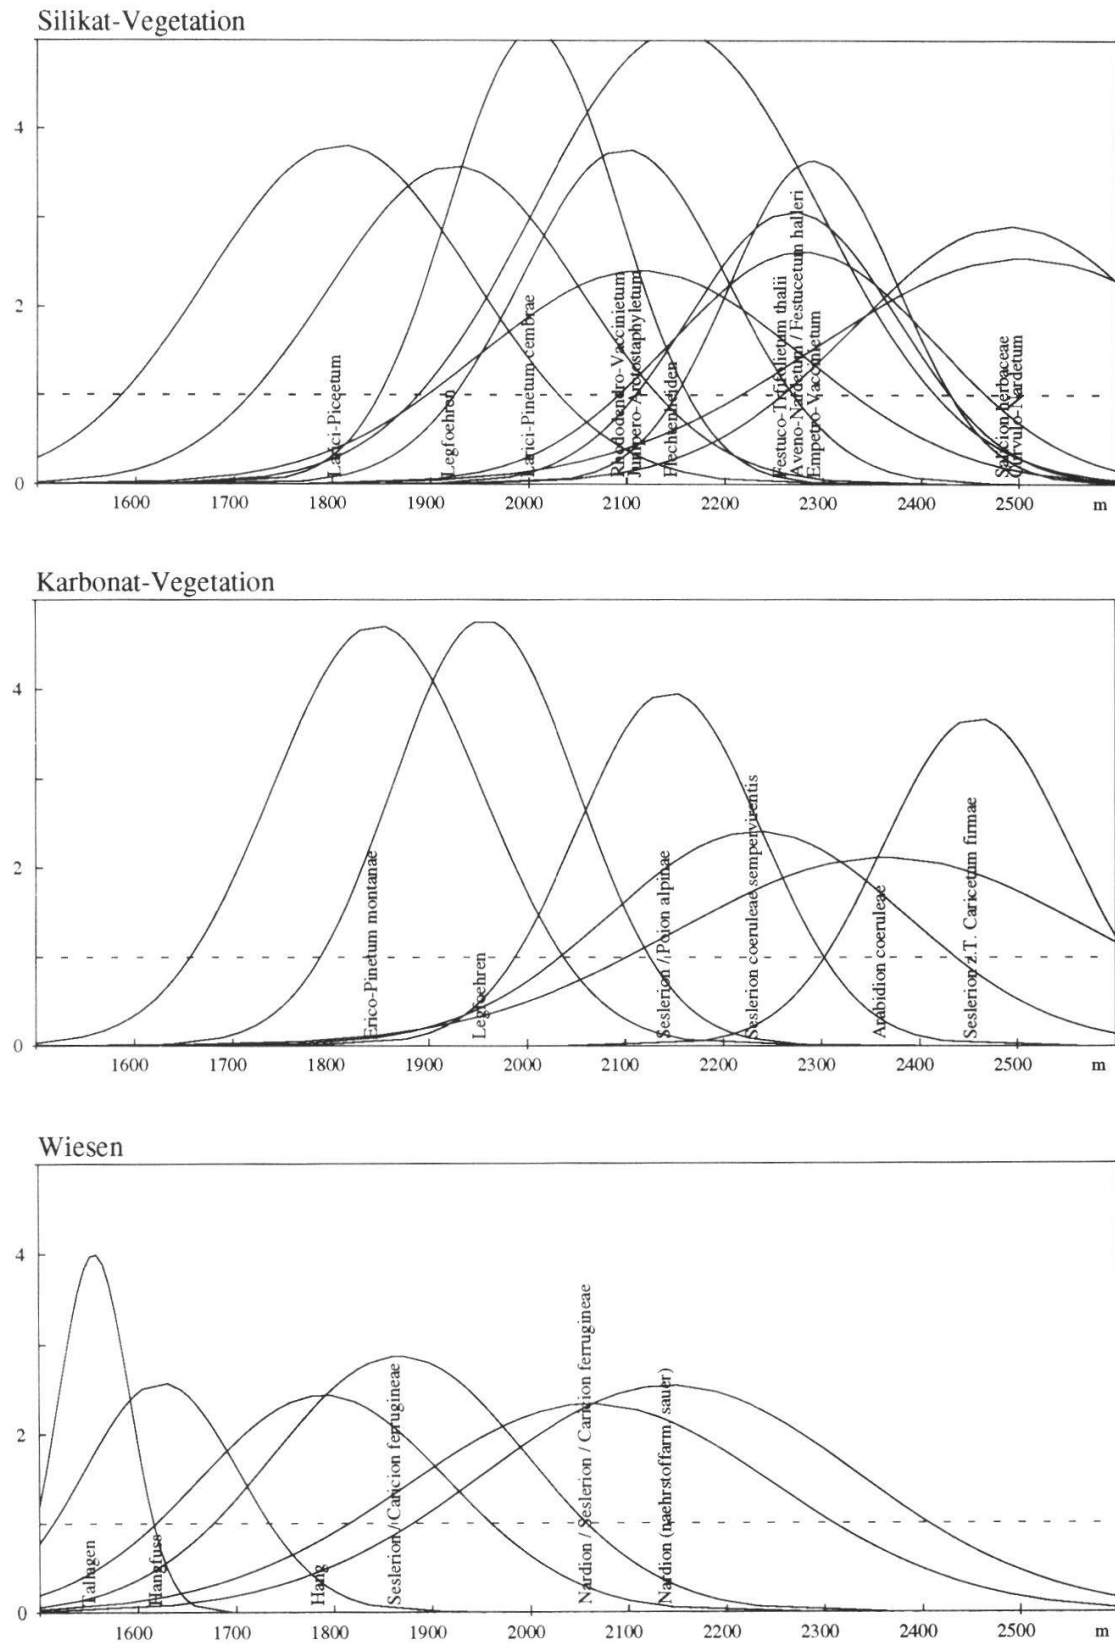 Silikat-Vegetation
4
2
0
Larici-Piceetum
Legfoehren
Larici-Pinetum cembrae
Rhododendro-Vaccinietum
Junipero-Arctostaphyletum
Flechtenheiden
Festuco-Trifolietum thalii
Aveno-Nardetum / Festucetum halleri
Empetro-Vaccinietum
Salicion herbaceae
Curvulo-Nardetum
1600 1700 1800 1900 2000 2100 2200 2300 2400 2500 m
Karbonat-Vegetation
4
2
0
Erico-Pinetum montanae
Legfoehren
Seslerion / Poion alpinae
Seslerion coeruleae sempervirentis
Arabidion coeruleae
Seslerion z.T. Caricetum firmae
1600 1700 1800 1900 2000 2100 2200 2300 2400 2500 m
Wiesen
4
2
0
Tallagen
Hangfuss
Hang
Seslerion / Caricion ferrugineae
Nardion / Seslerion / Caricion ferrugineae
Nardion (naehrstoffarm, sauer)
1600 1700 1800 1900 2000 2100 2200 2300 2400 2500 m